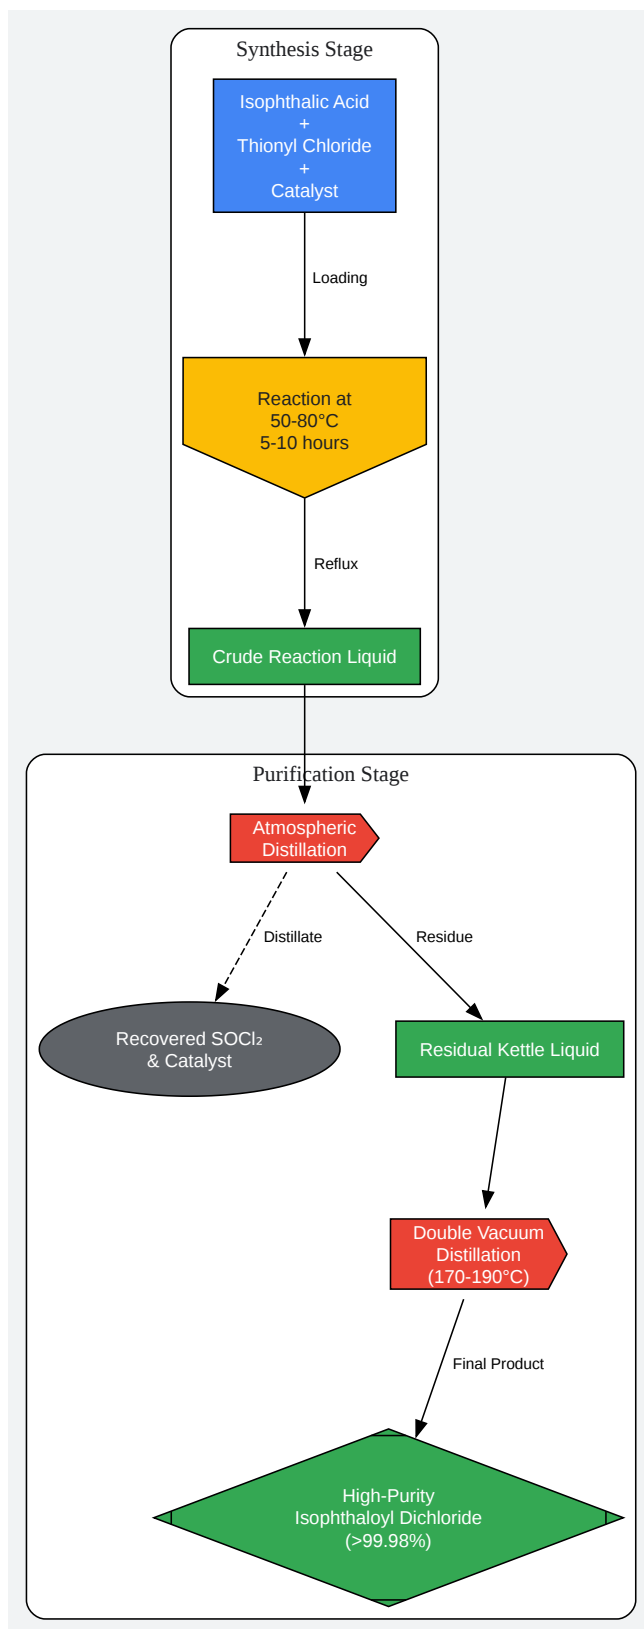 Synthesis Stage
Isophthalic Acid
+
Thionyl Chloride
+
Catalyst
Loading
Reaction at
50-80°C
5-10 hours
Reflux
Crude Reaction Liquid
Purification Stage
Atmospheric
Distillation
Distillate
Residue
Recovered SOCl₂
& Catalyst
Residual Kettle Liquid
Double Vacuum
Distillation
(170-190°C)
Final Product
High-Purity
Isophthaloyl Dichloride
(>99.98%)